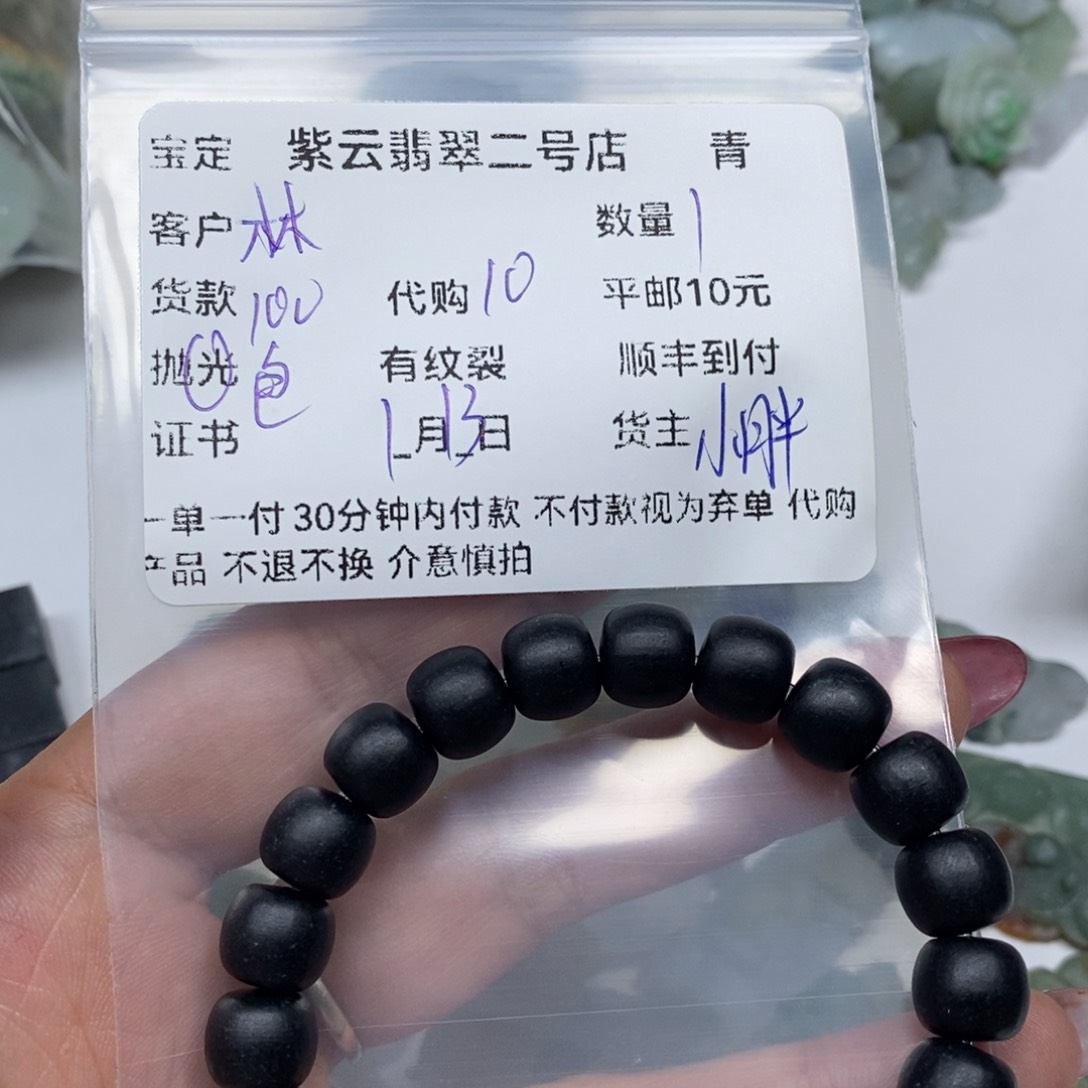 宝定 紫云翡翠二号店 青
客户 林 数量 1
货款 100 代购 10 平邮10元
抛光 包 有纹裂 顺丰到付
证书 1月13日 货主 小胖
一单一付 30分钟内付款 不付款视为弃单 代购
产品 不退不换 介意慎拍